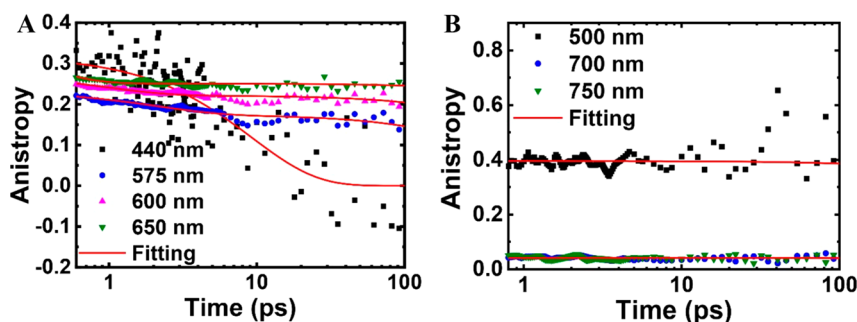 A
0.4
0.3
0.2
0.1
0.0
-0.1
-0.2
Anistropy
440 nm
575 nm
600 nm
650 nm
Fitting
1
10
100
Time (ps)
B
0.8
0.6
0.4
0.2
0.0
Anistropy
500 nm
700 nm
750 nm
Fitting
1
10
100
Time (ps)